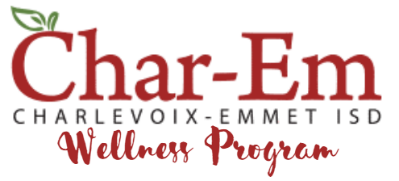 Char-Em
CHARLEVOIX-EMMET ISD
Wellness Program